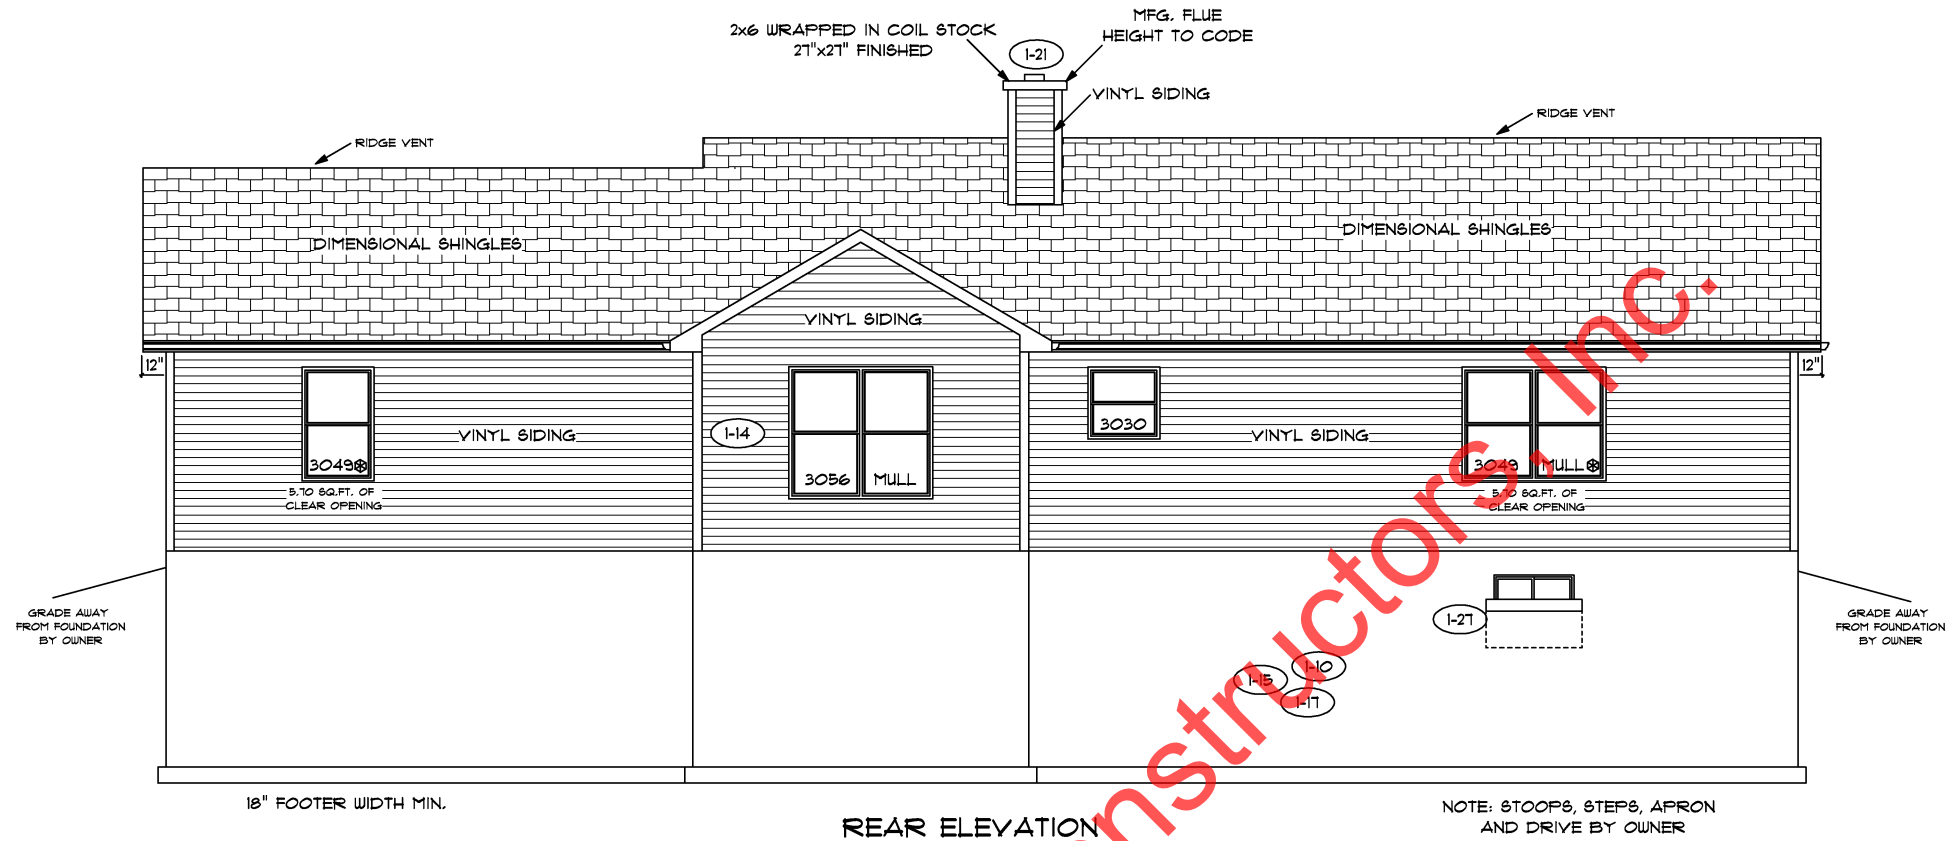 2x6 WRAPPED IN COIL STOCK
27"x27" FINISHED
MFG. FLUE
HEIGHT TO CODE
1-21
VINYL SIDING
RIDGE VENT
RIDGE VENT
DIMENSIONAL SHINGLES
DIMENSIONAL SHINGLES
VINYL SIDING
12"
12"
3049
VINYL SIDING
1-14
3056
MULL
3030
VINYL SIDING
3049
MULL
5.70 SQ.FT. OF
CLEAR OPENING
5.70 SQ.FT. OF
CLEAR OPENING
GRADE AWAY
FROM FOUNDATION
BY OWNER
1-27
GRADE AWAY
FROM FOUNDATION
BY OWNER
1-15
1-10
1-17
18" FOOTER WIDTH MIN.
REAR ELEVATION
NOTE: STOOPS, STEPS, APRON
AND DRIVE BY OWNER
nstructors, Inc.